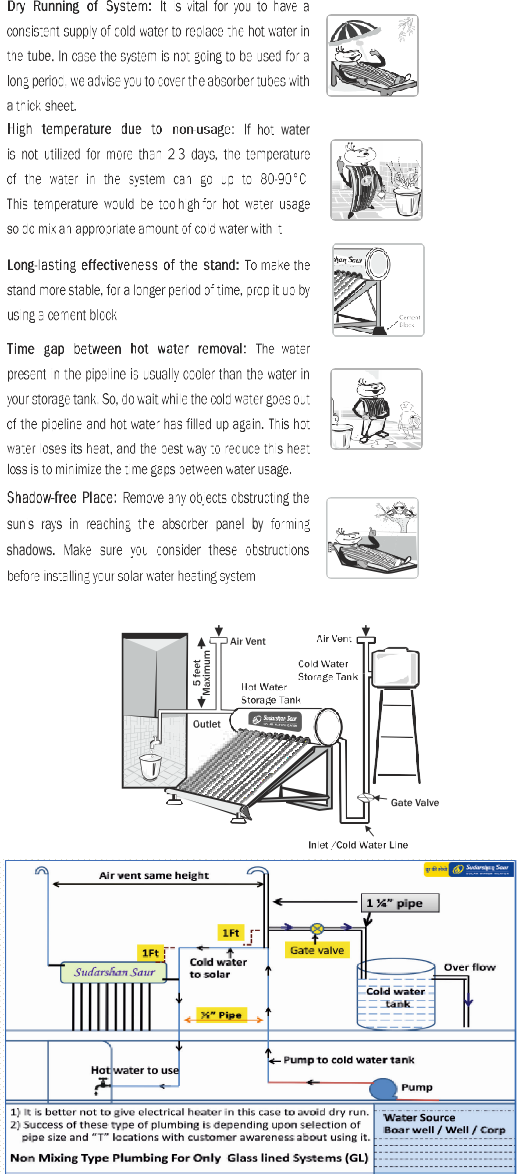 Dry Running of System: It is vital for you to have a
consistent supply of cold water to replace the hot water in
the tube. In case the system is not going to be used for a
long period, we advise you to cover the absorber tubes with
a thick sheet.
High temperature due to non-usage: If hot water
is not utilized for more than 2-3 days, the temperature
of the water in the system can go up to 80-90°C.
This temperature would be too high for hot water usage
so do mix an appropriate amount of cold water with it
Long-lasting effectiveness of the stand: To make the
stand more stable, for a longer period of time, prop it up by
using a cement block
Cement
Block
Time gap between hot water removal: The water
present in the pipeline is usually cooler than the water in
your storage tank. So, do wait while the cold water goes out
of the pipeline and hot water has filled up again. This hot
water loses its heat, and the best way to reduce this heat
loss is to minimize the time gaps between water usage.
Shadow-free Place: Remove any objects obstructing the
sun's rays in reaching the absorber panel by forming
shadows. Make sure you consider these obstructions
before installing your solar water heating system
Air Vent
Air Vent
5 feet
Maximum
Cold Water
Storage Tank
Hot Water
Storage Tank
Outlet
Sudarshan Saur
Gate Valve
Inlet /Cold Water Line
Sudarshan Saur
Air vent same height
1 ¼” pipe
1Ft
Gate valve
1Ft
Cold water
to solar
Over flow
Sudarshan Saur
Cold water
tank
¾” Pipe
Hot water to use
Pump to cold water tank
Pump
1) It is better not to give electrical heater in this case to avoid dry run.
2) Success of these type of plumbing is depending upon selection of
pipe size and “T” locations with customer awareness about using it.
Water Source
Boar well / Well / Corp
Non Mixing Type Plumbing For Only Glass lined Systems (GL)